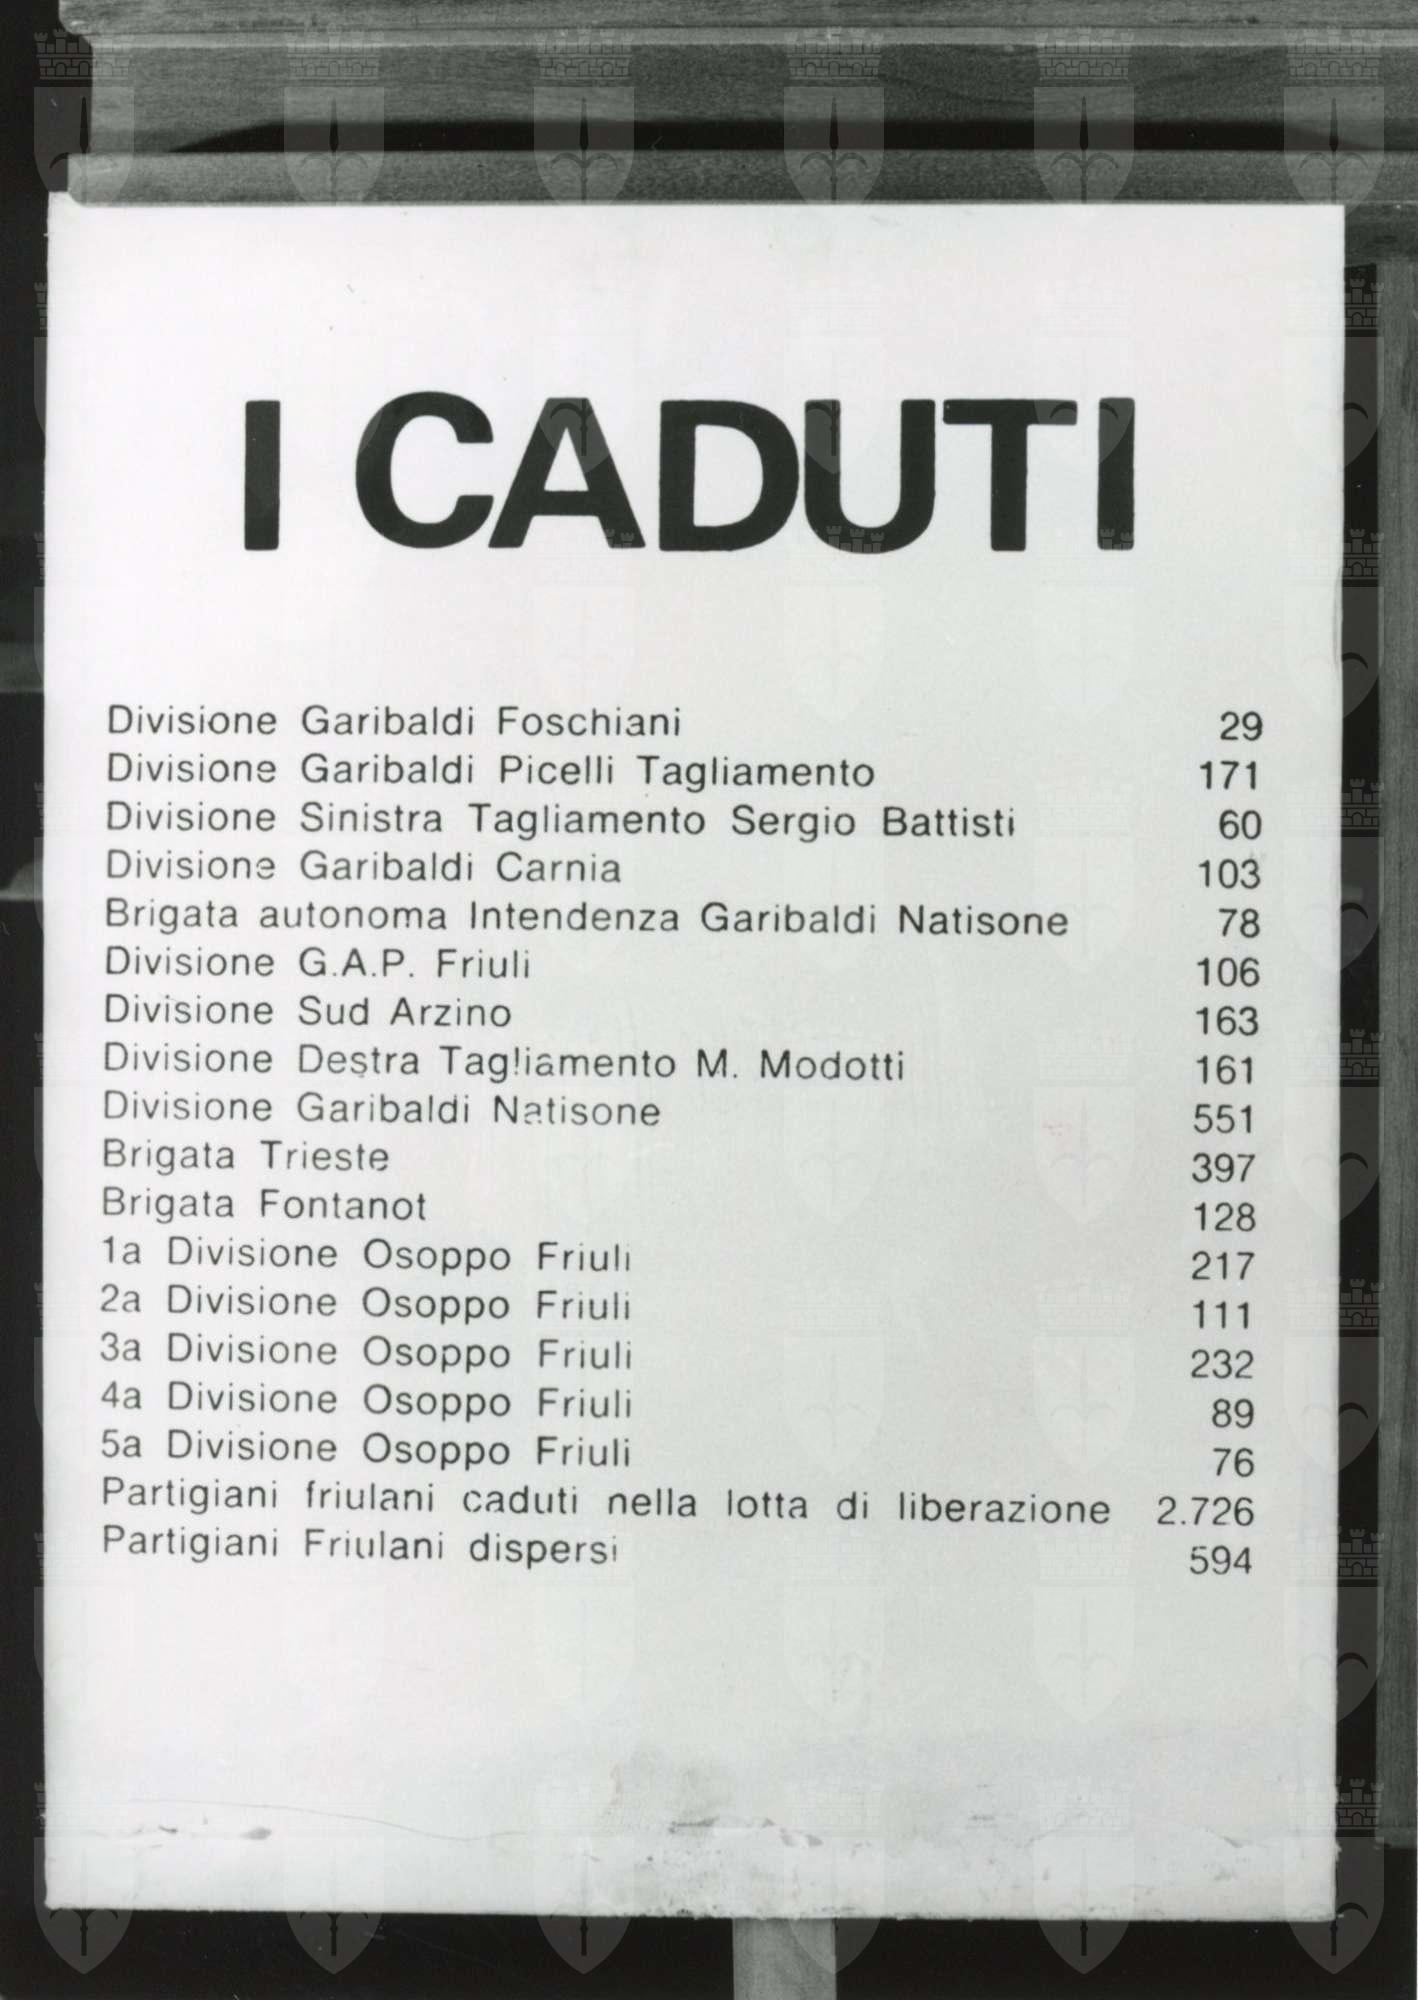 I CADUTI
Divisione Garibaldi Foschiani 29
Divisione Garibaldi Picelli Tagliamento 171
Divisione Sinistra Tagliamento Sergio Battisti 60
Divisione Garibaldi Carnia 103
Brigata autonoma Intendenza Garibaldi Natisone 78
Divisione G.A.P. Friuli 106
Divisione Sud Arzino 163
Divisione Destra Tagliamento M. Modotti 161
Divisione Garibaldi Natisone 551
Brigata Trieste 397
Brigata Fontanot 128
1a Divisione Osoppo Friuli 217
2a Divisione Osoppo Friuli 111
3a Divisione Osoppo Friuli 232
4a Divisione Osoppo Friuli 89
5a Divisione Osoppo Friuli 76
Partigiani friulani caduti nella lotta di liberazione 2.726
Partigiani Friulani dispersi 594